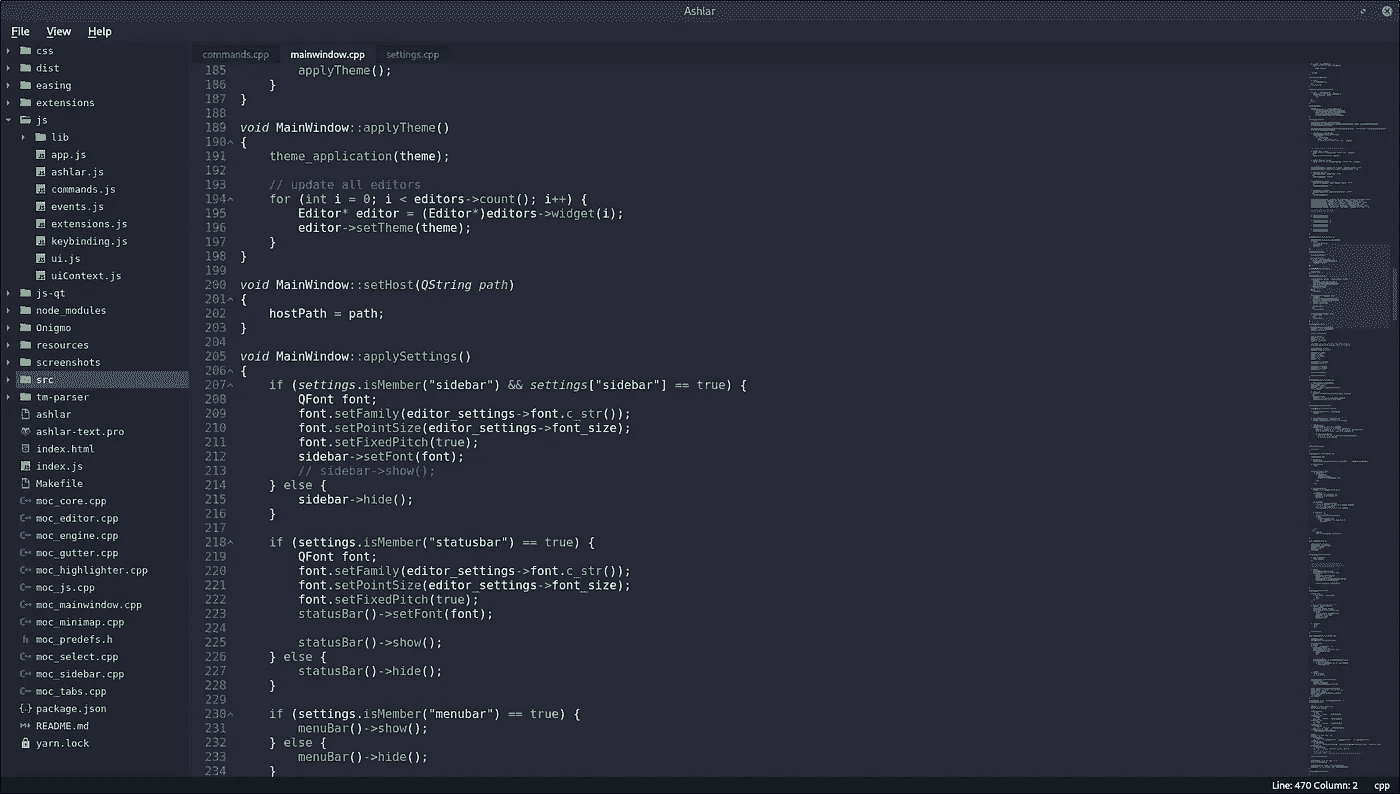 Ashlar
File View Help
css
dist
easing
extensions
js
lib
app.js
ashlar.js
commands.js
events.js
extensions.js
keybinding.js
ui.js
uiContext.js
js-qt
node_modules
Onigmo
resources
screenshots
src
tm-parser
ashlar
ashlar-text.pro
index.html
index.js
Makefile
moc_core.cpp
moc_editor.cpp
moc_engine.cpp
moc_gutter.cpp
moc_highlighter.cpp
moc_js.cpp
moc_mainwindow.cpp
moc_minimap.cpp
moc_predefs.h
moc_select.cpp
moc_sidebar.cpp
moc_tabs.cpp
package.json
README.md
yarn.lock
commands.cpp mainwindow.cpp settings.cpp
185         applyTheme();
186     }
187 }
188
189 void MainWindow::applyTheme()
190 {
191     theme_application(theme);
192
193     // update all editors
194     for (int i = 0; i < editors->count(); i++) {
195         Editor* editor = (Editor*)editors->widget(i);
196         editor->setTheme(theme);
197     }
198 }
199
200 void MainWindow::setHost(QString path)
201 {
202     hostPath = path;
203 }
204
205 void MainWindow::applySettings()
206 {
207     if (settings.isMember("sidebar") && settings["sidebar"] == true) {
208         QFont font;
209         font.setFamily(editor_settings->font.c_str());
210         font.setPointSize(editor_settings->font_size);
211         font.setFixedPitch(true);
212         sidebar->setFont(font);
213         // sidebar->show();
214     } else {
215         sidebar->hide();
216     }
217
218     if (settings.isMember("statusbar") == true) {
219         QFont font;
220         font.setFamily(editor_settings->font.c_str());
221         font.setPointSize(editor_settings->font_size);
222         font.setFixedPitch(true);
223         statusBar()->setFont(font);
224
225         statusBar()->show();
226     } else {
227         statusBar()->hide();
228     }
229
230     if (settings.isMember("menubar") == true) {
231         menuBar()->show();
232     } else {
233         menuBar()->hide();
234     }
Line: 470 Column: 2 cpp